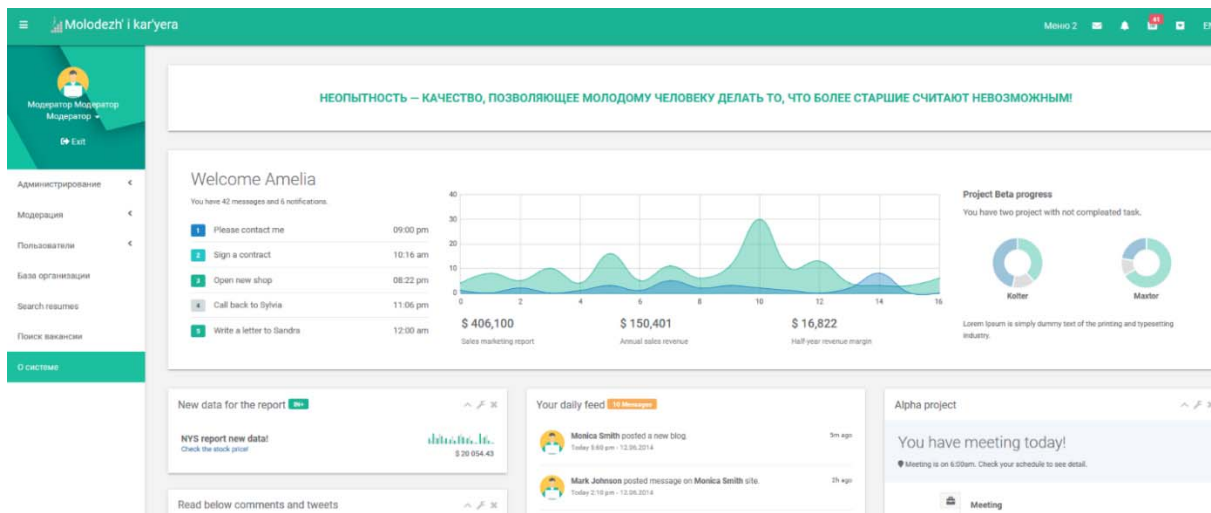 Molodezh' i kar'yera
Меню 2
41
Модератор Модератор
Модератор
Exit
НЕОПЫТНОСТЬ — КАЧЕСТВО, ПОЗВОЛЯЮЩЕЕ МОЛОДОМУ ЧЕЛОВЕКУ ДЕЛАТЬ ТО, ЧТО БОЛЕЕ СТАРШИЕ СЧИТАЮТ НЕВОЗМОЖНЫМ!
Администрирование
Модерация
Пользователи
База организации
Search resumes
Поиск вакансии
О системе
Welcome Amelia
You have 42 messages and 6 notifications.
1 Please contact me 09:00 pm
2 Sign a contract 10:16 am
3 Open new shop 08:22 pm
4 Call back to Sylvia 11:06 pm
5 Write a letter to Sandra 12:00 am
40
30
20
10
0
0 2 4 6 8 10 12 14 16
$ 406,100 $ 150,401 $ 16,822
Sales marketing report Annual sales revenue Half-year revenue margin
Project Beta progress
You have two project with not compleated task.
Kolter Maxtor
Lorem Ipsum is simply dummy text of the printing and typesetting
industry.
New data for the report
NYS report new data!
Check the stock price!
$ 20 054.43
Read below comments and tweets
Your daily feed 10 Messages
Monica Smith posted a new blog. 5m ago
Today 5:60 pm - 12.06.2014
Mark Johnson posted message on Monica Smith site. 2h ago
Today 2:10 pm - 12.06.2014
Alpha project
You have meeting today!
Meeting is on 6:00am. Check your schedule to see detail.
Meeting